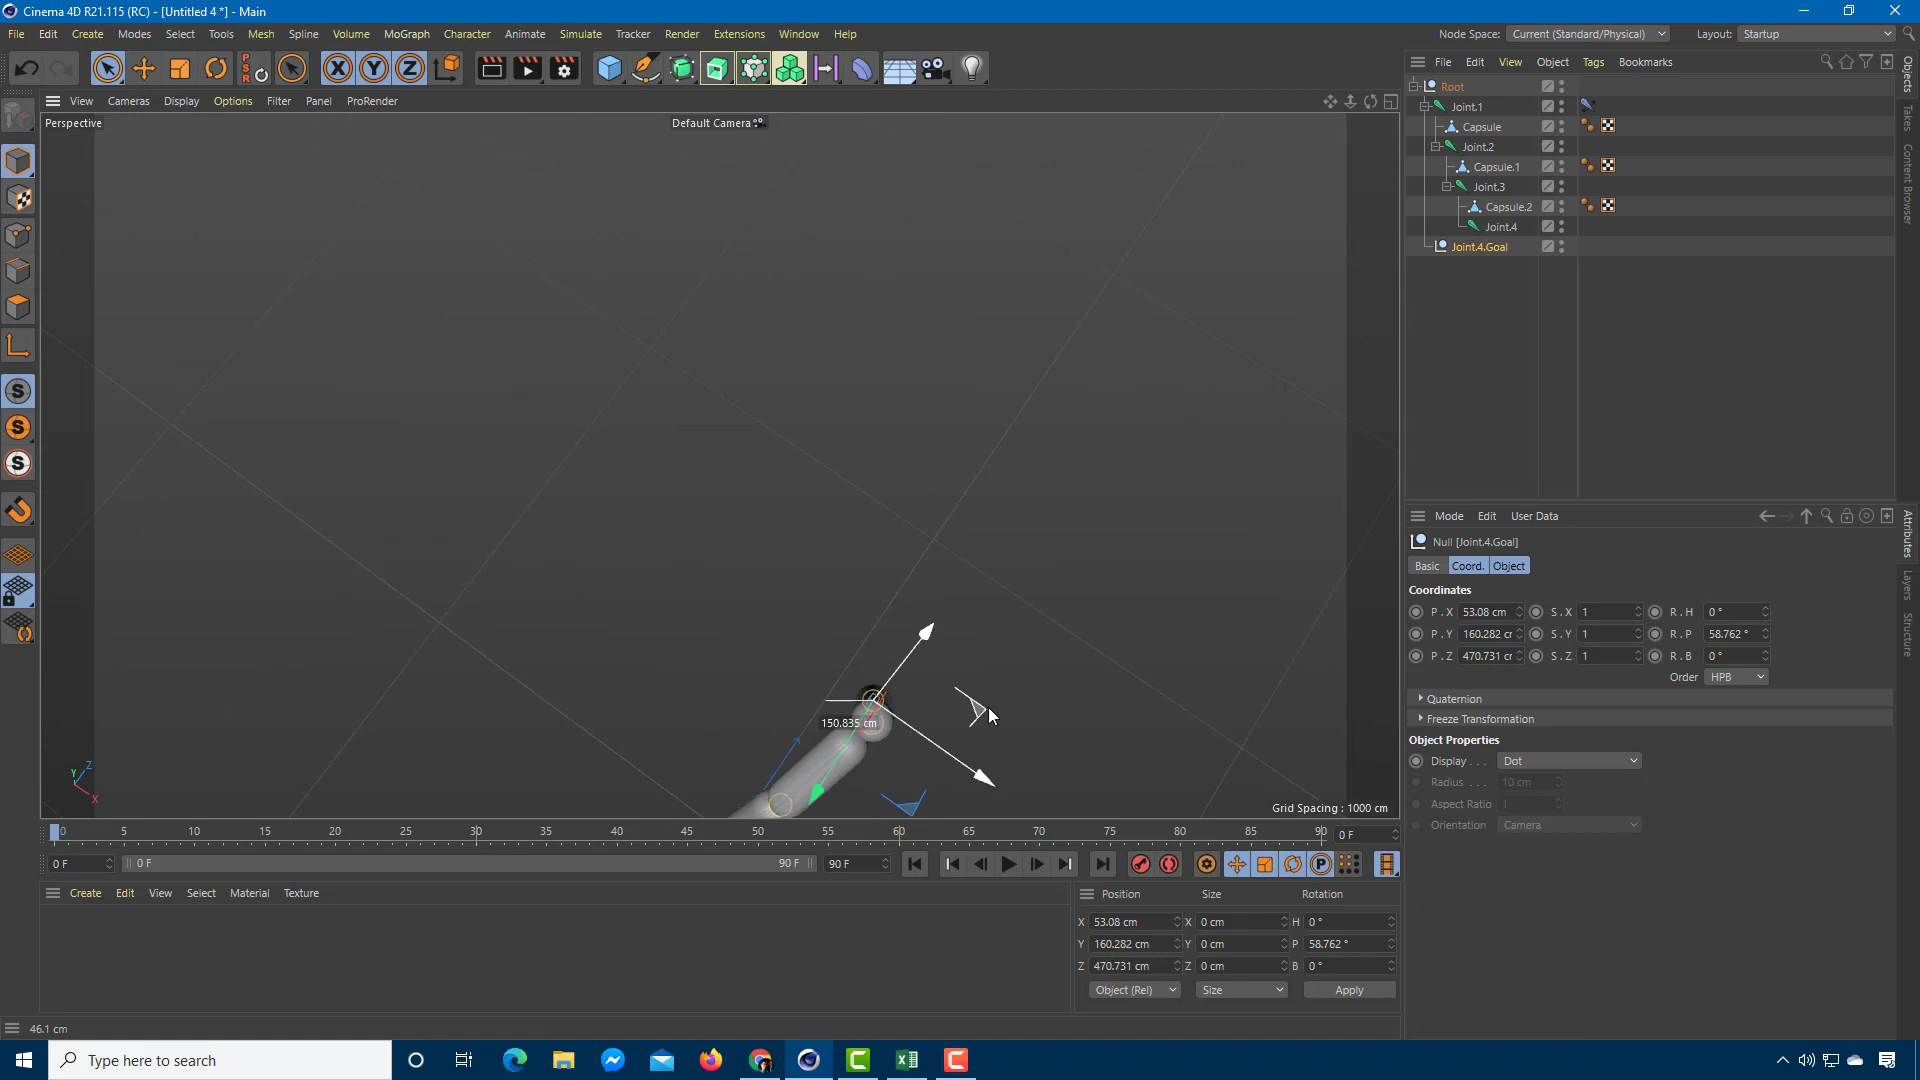 Cinema 4D R21.115 (RC) - [Untitled 4 *] - Main
File Edit Create Modes Select Tools Mesh Spline Volume MoGraph Character Animate Simulate Tracker Render Extensions Window Help
Node Space: Current (Standard/Physical) Layout: Startup
PSR X Y Z
File Edit View Object Tags Bookmarks
View Cameras Display Options Filter Panel ProRender
Perspective
Default Camera
Root
Joint.1
Capsule
Joint.2
Capsule.1
Joint.3
Capsule.2
Joint.4
Joint.4.Goal
Objects
Takes
Content Browser
S
S
S
Mode Edit User Data
Null [Joint.4.Goal]
Basic Coord. Object
Coordinates
P . X 53.08 cm S . X 1 R . H 0 °
P . Y 160.282 cr S . Y 1 R . P 58.762 °
P . Z 470.731 cr S . Z 1 R . B 0 °
Order HPB
Quaternion
Freeze Transformation
Object Properties
Display . . . Dot
Radius . . . 10 cm
Aspect Ratio 1
Orientation Camera
Attributes
Layers
Structure
150.835 cm
Y
Z
X
Grid Spacing : 1000 cm
0 5 10 15 20 25 30 35 40 45 50 55 60 65 70 75 80 85 90 0 F
0 F 0 F 90 F 90 F P
Create Edit View Select Material Texture
Position Size Rotation
X 53.08 cm X 0 cm H 0 °
Y 160.282 cm Y 0 cm P 58.762 °
Z 470.731 cm Z 0 cm B 0 °
Object (Rel) Size Apply
46.1 cm
Type here to search